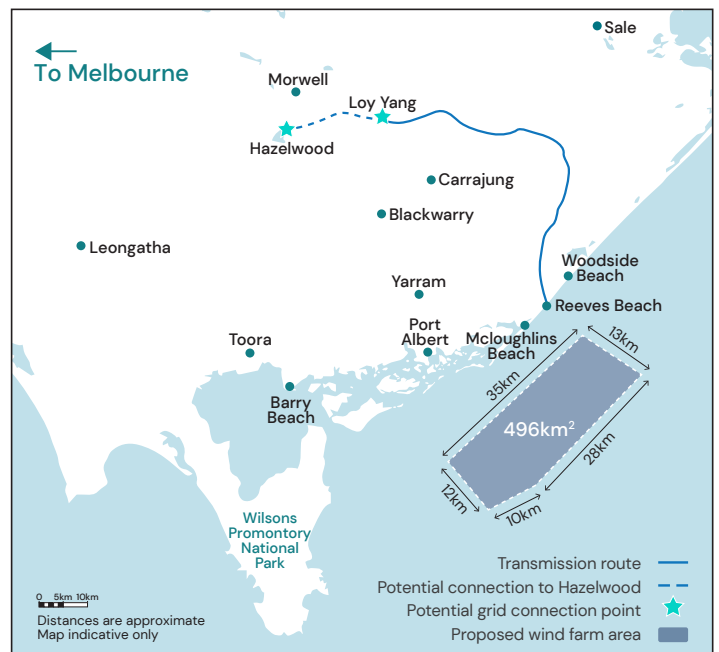 Sale
To Melbourne
Morwell
Loy Yang
Hazelwood
Carrajung
Blackwarry
Leongatha
Woodside
Beach
Yarram
Reeves Beach
Port
Albert
Mcloughlins
Beach
Toora
13km
35km
Barry
Beach
496km²
28km
12km
10km
Wilsons
Promontory
National
Park
Transmission route
Potential connection to Hazelwood
Potential grid connection point
Proposed wind farm area
0 5km 10km
Distances are approximate
Map indicative only